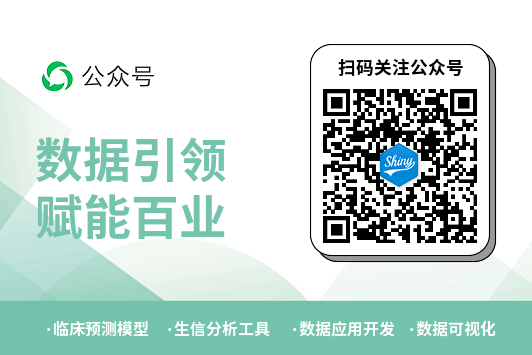 公众号
数据引领
赋能百业
扫码关注公众号
Shiny
·临床预测模型 ·生信分析工具 ·数据应用开发 ·数据可视化